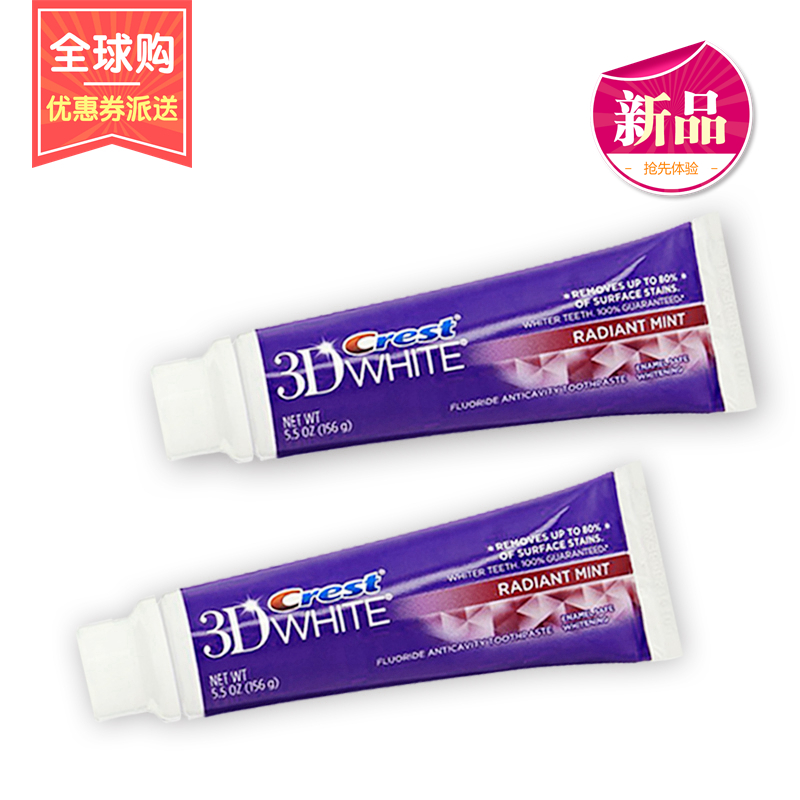 全球购
优惠券派送
新品
抢先体验
REMOVES UP TO 80%*
OF SURFACE STAINS.
WHITER TEETH. 100% GUARANTEED.*
RADIANT MINT
Crest
3D WHITE®
ENAMEL SAFE
WHITENING
FLUORIDE ANTICAVITY TOOTHPASTE
NET WT
5.5 OZ (156 g)
REMOVES UP TO 80%*
OF SURFACE STAINS.
WHITER TEETH. 100% GUARANTEED.*
RADIANT MINT
Crest
3D WHITE®
ENAMEL SAFE
WHITENING
FLUORIDE ANTICAVITY TOOTHPASTE
NET WT
5.5 OZ (156 g)